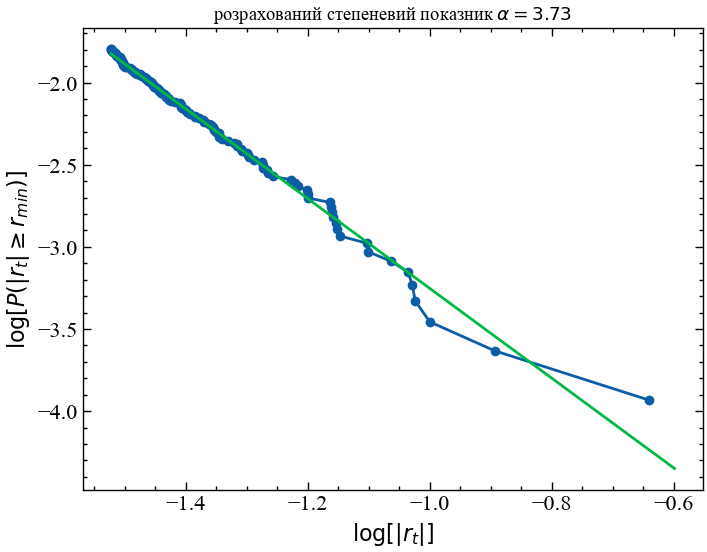 розрахований степеневий показник α = 3.73
log[P(|r_t| ≥ r_min)]
−2.0
−2.5
−3.0
−3.5
−4.0
−1.4 −1.2 −1.0 −0.8 −0.6
log[|r_t|]